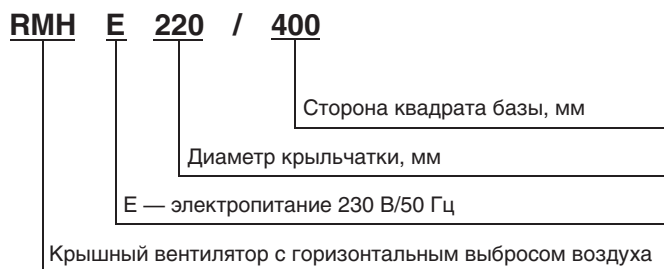 RMH E 220 / 400
Сторона квадрата базы, мм
Диаметр крыльчатки, мм
E — электропитание 230 В/50 Гц
Крышный вентилятор с горизонтальным выбросом воздуха